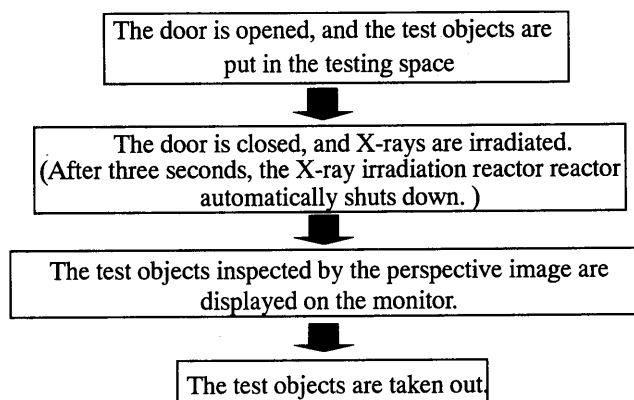 The door is opened, and the test objects are
put in the testing space
The door is closed, and X-rays are irradiated.
(After three seconds, the X-ray irradiation reactor reactor
automatically shuts down. )
The test objects inspected by the perspective image are
displayed on the monitor.
The test objects are taken out.